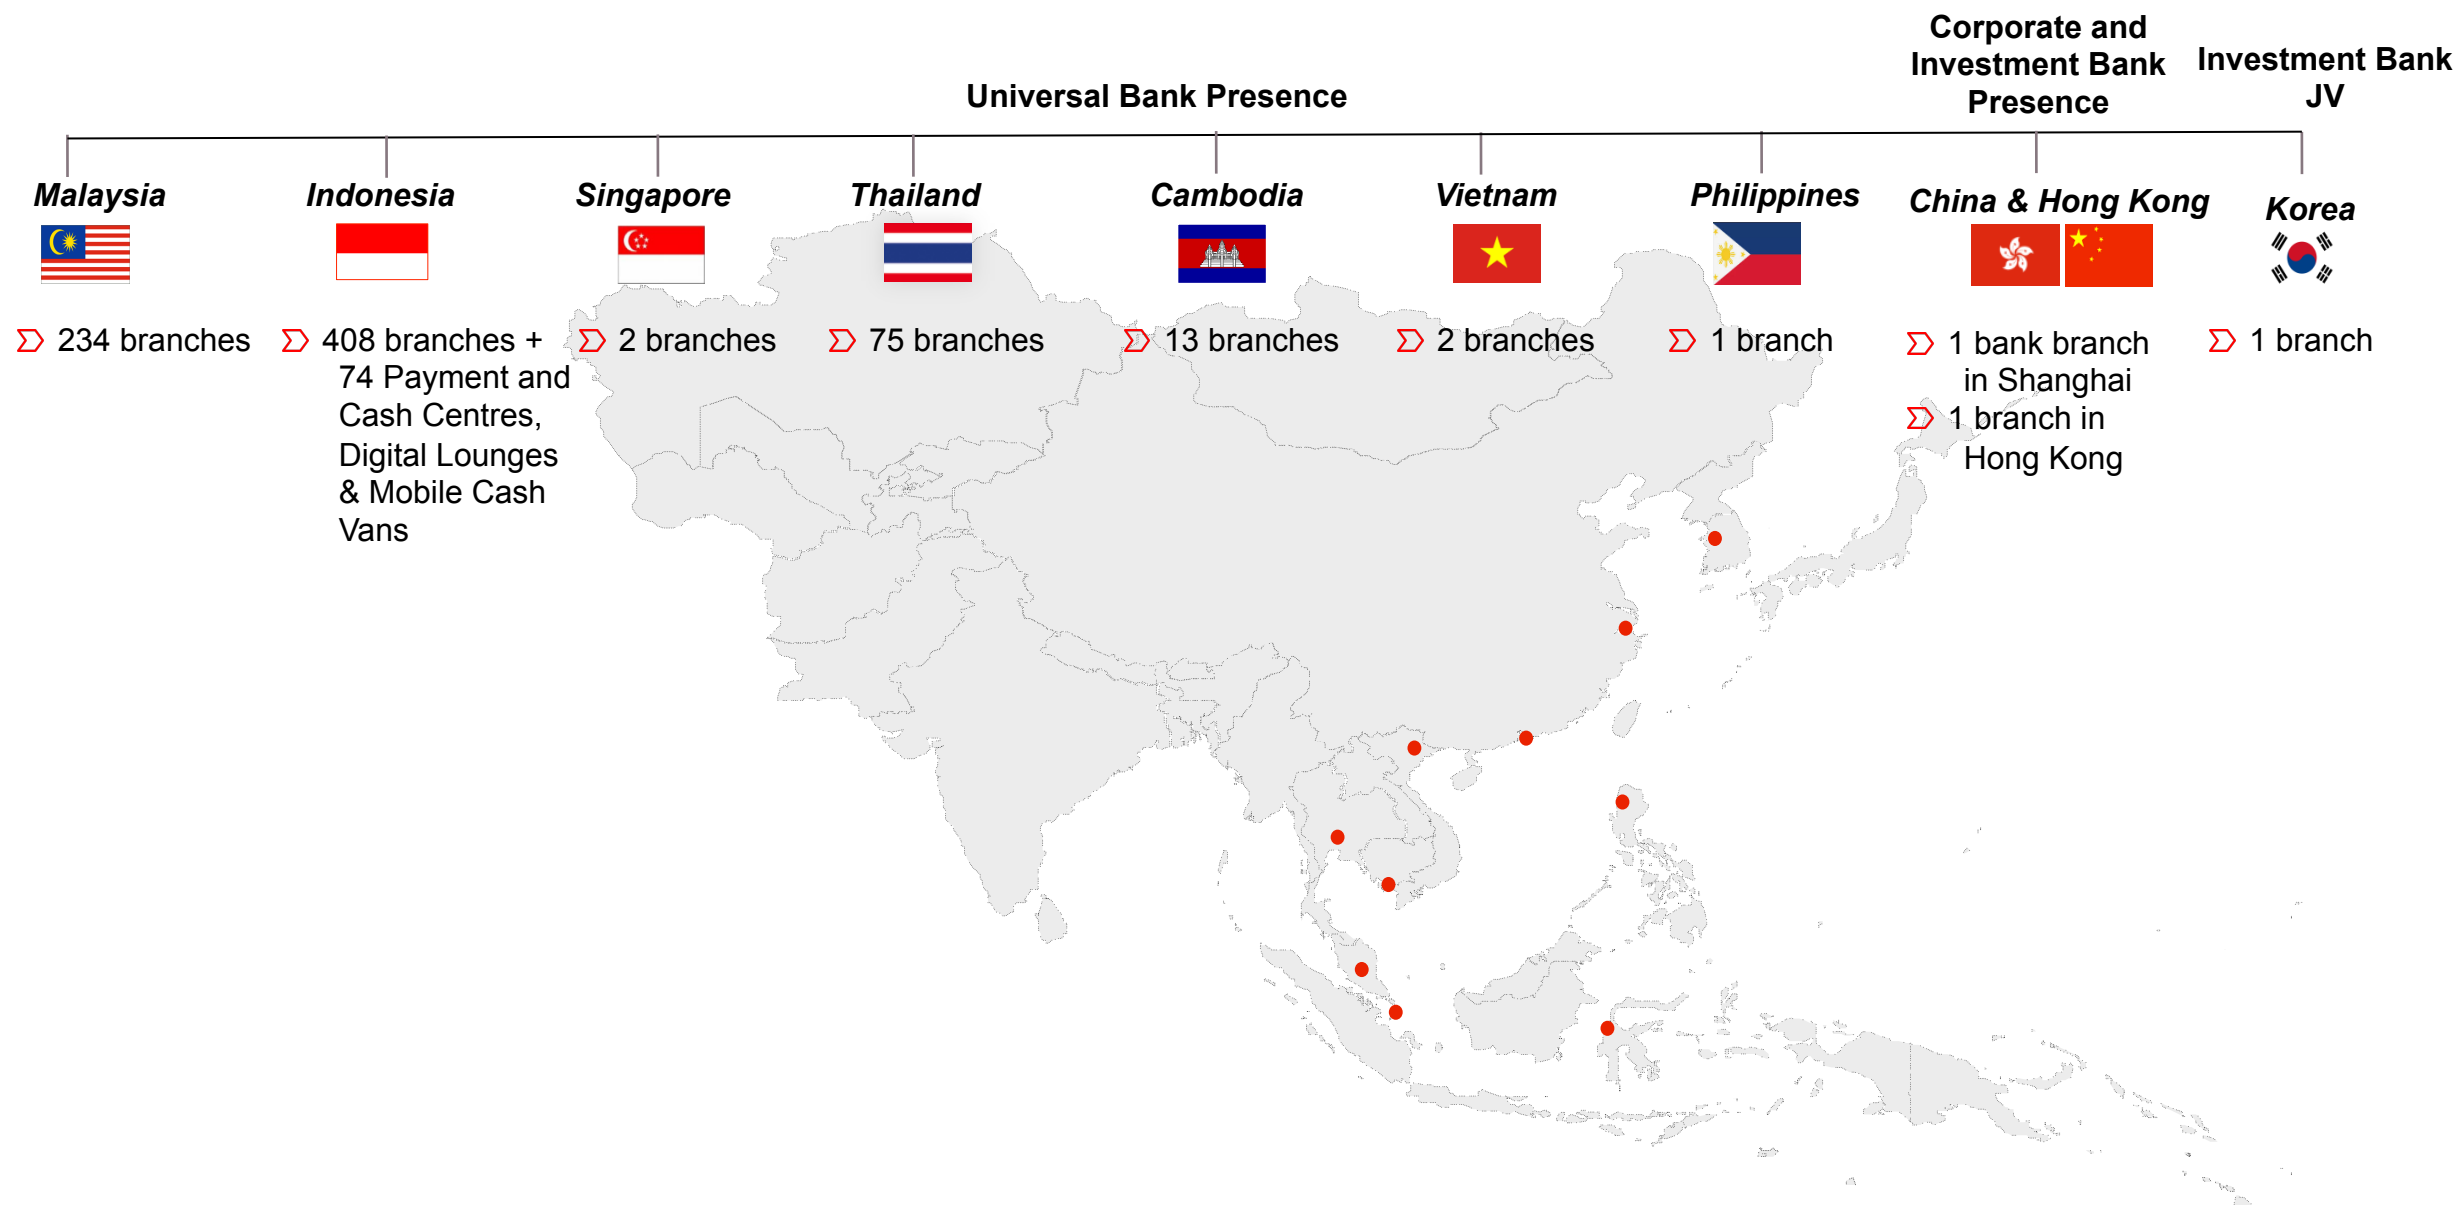 Universal Bank Presence
Corporate and
Investment Bank
Presence
Investment Bank
JV
Malaysia
234 branches
Indonesia
408 branches +
74 Payment and
Cash Centres,
Digital Lounges
& Mobile Cash
Vans
Singapore
2 branches
Thailand
75 branches
Cambodia
13 branches
Vietnam
2 branches
Philippines
1 branch
China & Hong Kong
1 bank branch
in Shanghai
1 branch in
Hong Kong
Korea
1 branch